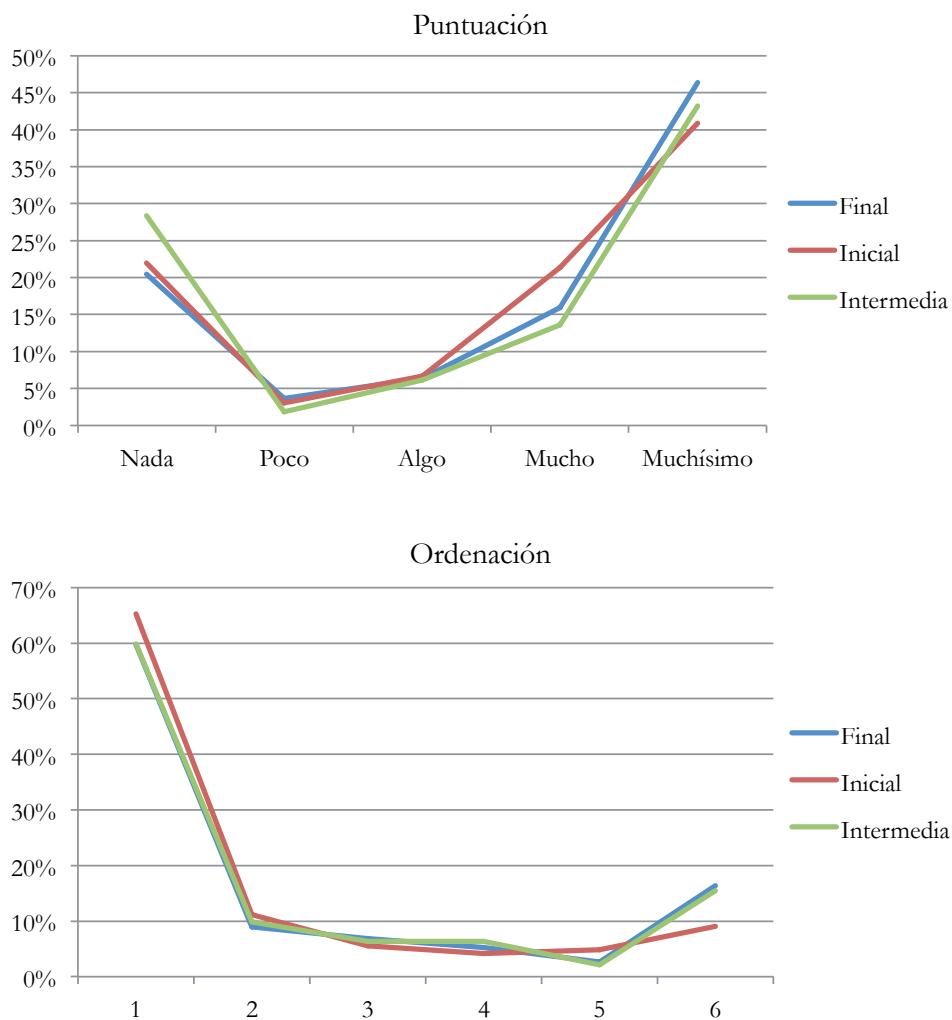 Puntuación
50%
45%
40%
35%
30%
25%
20%
15%
10%
5%
0%
Nada Poco Algo Mucho Muchísimo
Final
Inicial
Intermedia
Ordenación
70%
60%
50%
40%
30%
20%
10%
0%
1 2 3 4 5 6
Final
Inicial
Intermedia